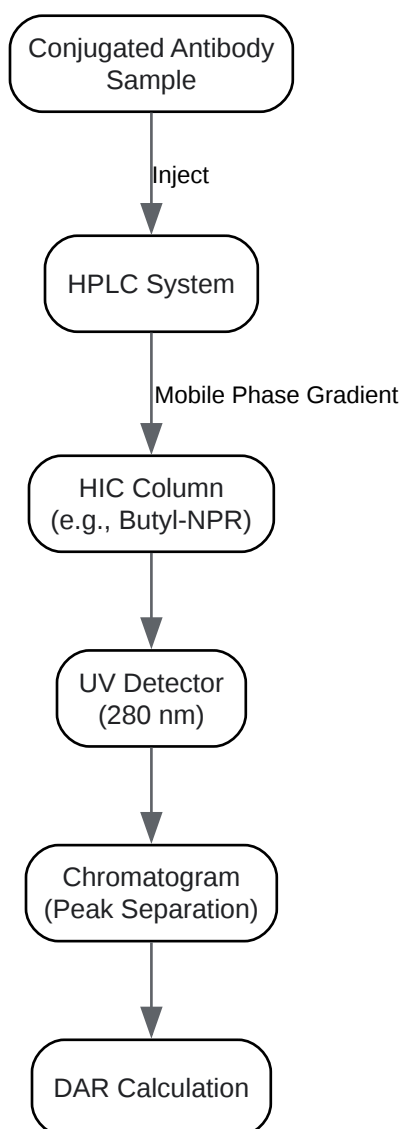 Conjugated Antibody
Sample
Inject
HPLC System
Mobile Phase Gradient
HIC Column
(e.g., Butyl-NPR)
UV Detector
(280 nm)
Chromatogram
(Peak Separation)
DAR Calculation